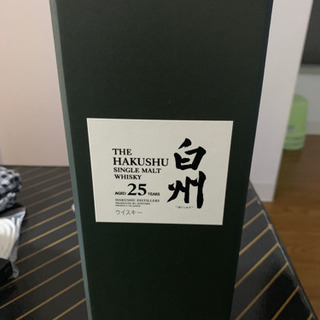 THE
HAKUSHU
SINGLE MALT
WHISKY
AGED 25 YEARS
HAKUSHU DISTILLERY
ウイスキー
白州